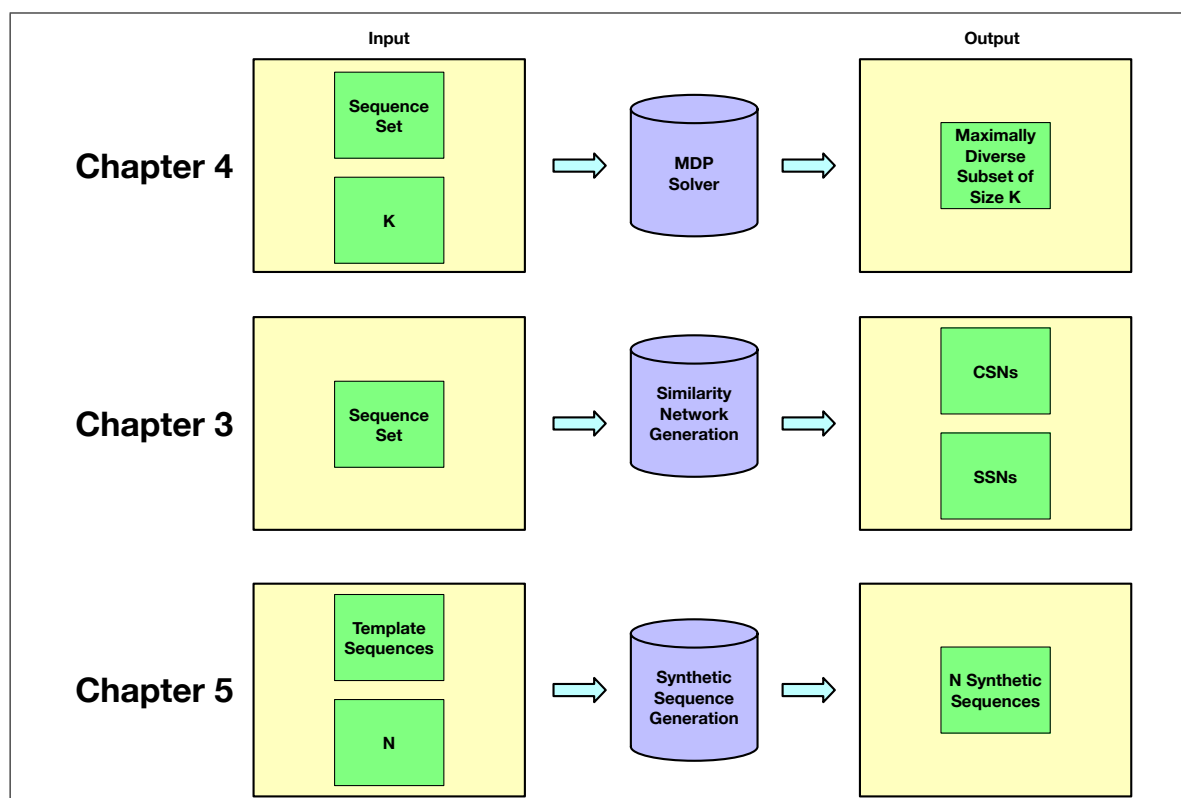 Input
Output
Chapter 4
Sequence
Set
K
MDP
Solver
Maximally
Diverse
Subset of
Size K
Chapter 3
Sequence
Set
Similarity
Network
Generation
CSNs
SSNs
Chapter 5
Template
Sequences
N
Synthetic
Sequence
Generation
N Synthetic
Sequences